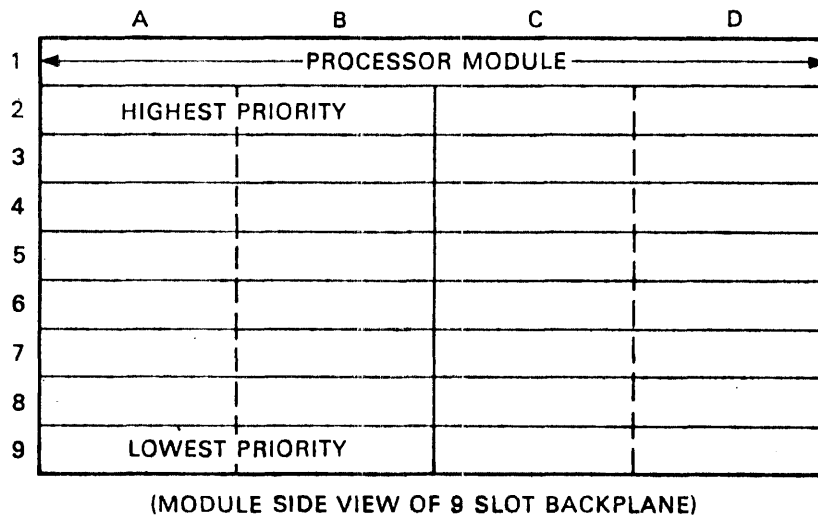 A B C D
1 PROCESSOR MODULE
2 HIGHEST PRIORITY
3
4
5
6
7
8
9 LOWEST PRIORITY
(MODULE SIDE VIEW OF 9 SLOT BACKPLANE)